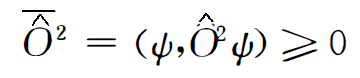 $\overline{\hat{O}^2} = (\psi, \hat{O}^2 \psi) \geqslant 0$